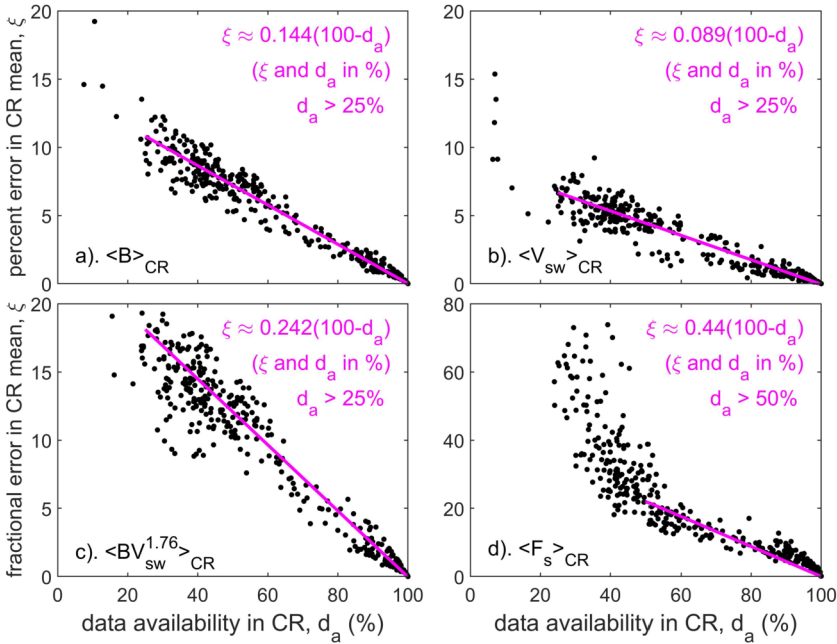 20
15
10
5
0
percent error in CR mean, ξ
ξ ≈ 0.144(100-d_a)
(ξ and d_a in %)
d_a > 25%
a). <B>_CR
20
15
10
5
0
ξ ≈ 0.089(100-d_a)
(ξ and d_a in %)
d_a > 25%
b). <V_sw>_CR
20
15
10
5
0
fractional error in CR mean, ξ
ξ ≈ 0.242(100-d_a)
(ξ and d_a in %)
d_a > 25%
c). <BV_sw^1.76>_CR
0 20 40 60 80 100
data availability in CR, d_a (%)
80
60
40
20
0
ξ ≈ 0.44(100-d_a)
(ξ and d_a in %)
d_a > 50%
d). <F_s>_CR
0 20 40 60 80 100
data availability in CR, d_a (%)